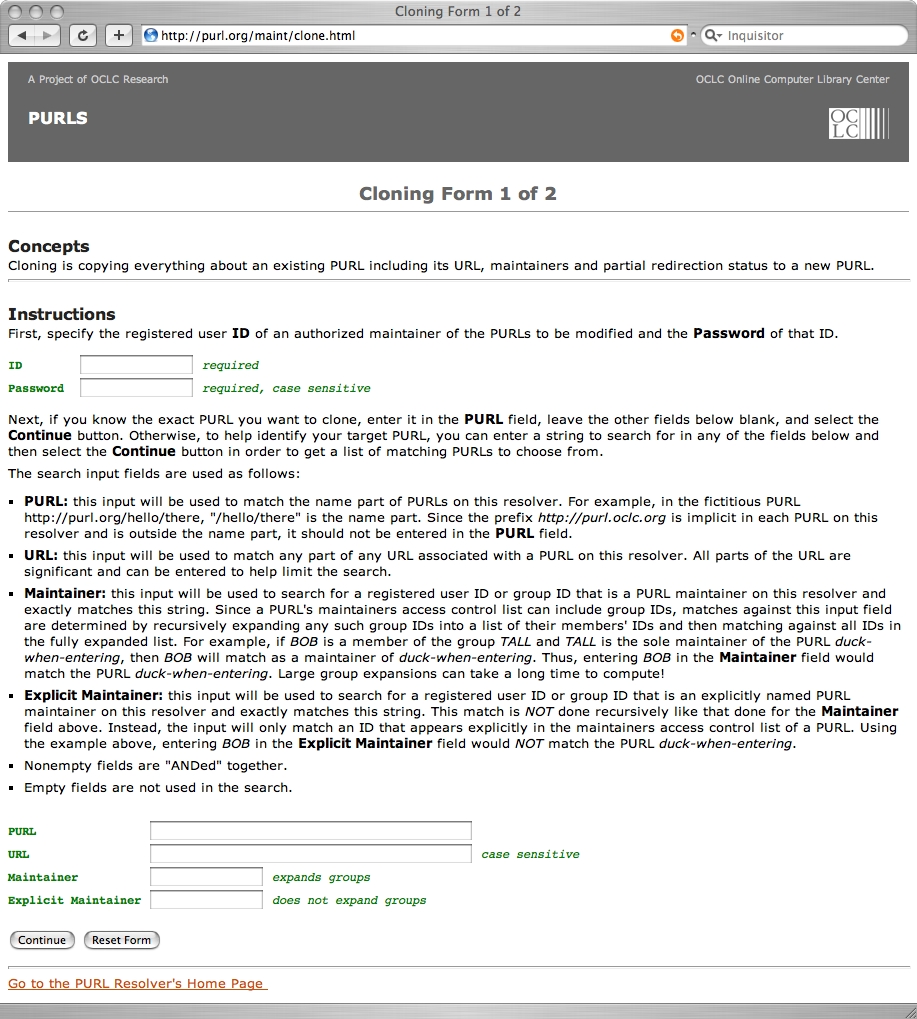 Cloning Form 1 of 2
http://purl.org/maint/clone.html
Inquisitor
A Project of OCLC Research
OCLC Online Computer Library Center
PURLS
OC
LC
Cloning Form 1 of 2
Concepts
Cloning is copying everything about an existing PURL including its URL, maintainers and partial redirection status to a new PURL.
Instructions
First, specify the registered user ID of an authorized maintainer of the PURLs to be modified and the Password of that ID.
ID required
Password required, case sensitive
Next, if you know the exact PURL you want to clone, enter it in the PURL field, leave the other fields below blank, and select the
Continue button. Otherwise, to help identify your target PURL, you can enter a string to search for in any of the fields below and
then select the Continue button in order to get a list of matching PURLs to choose from.
The search input fields are used as follows:
▪ PURL: this input will be used to match the name part of PURLs on this resolver. For example, in the fictitious PURL
http://purl.org/hello/there, "/hello/there" is the name part. Since the prefix http://purl.oclc.org is implicit in each PURL on this
resolver and is outside the name part, it should not be entered in the PURL field.
▪ URL: this input will be used to match any part of any URL associated with a PURL on this resolver. All parts of the URL are
significant and can be entered to help limit the search.
▪ Maintainer: this input will be used to search for a registered user ID or group ID that is a PURL maintainer on this resolver and
exactly matches this string. Since a PURL's maintainers access control list can include group IDs, matches against this input field
are determined by recursively expanding any such group IDs into a list of their members' IDs and then matching against all IDs in
the fully expanded list. For example, if BOB is a member of the group TALL and TALL is the sole maintainer of the PURL duck-
when-entering, then BOB will match as a maintainer of duck-when-entering. Thus, entering BOB in the Maintainer field would
match the PURL duck-when-entering. Large group expansions can take a long time to compute!
▪ Explicit Maintainer: this input will be used to search for a registered user ID or group ID that is an explicitly named PURL
maintainer on this resolver and exactly matches this string. This match is NOT done recursively like that done for the Maintainer
field above. Instead, the input will only match an ID that appears explicitly in the maintainers access control list of a PURL. Using
the example above, entering BOB in the Explicit Maintainer field would NOT match the PURL duck-when-entering.
▪ Nonempty fields are "ANDed" together.
▪ Empty fields are not used in the search.
PURL
URL case sensitive
Maintainer expands groups
Explicit Maintainer does not expand groups
Continue Reset Form
Go to the PURL Resolver's Home Page